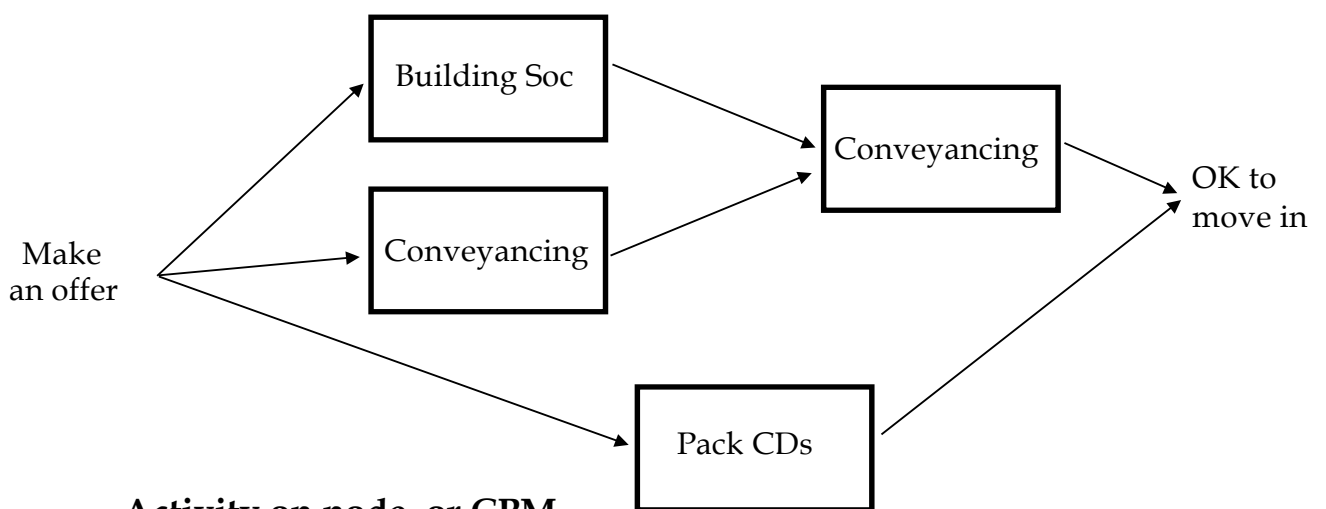 Building Soc
Conveyancing
OK to
move in
Conveyancing
Make
an offer
Pack CDs
Activity on node, or CPM